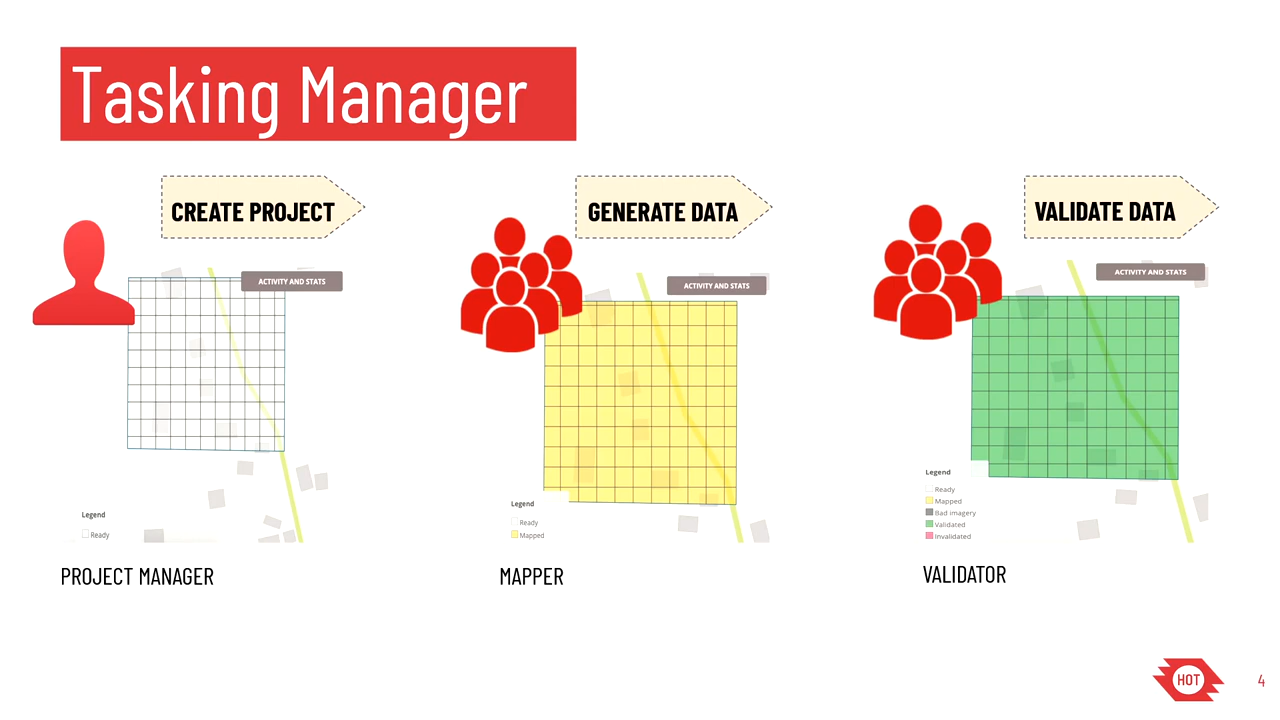 Tasking Manager
CREATE PROJECT
GENERATE DATA
VALIDATE DATA
ACTIVITY AND STATS
ACTIVITY AND STATS
ACTIVITY AND STATS
Legend
Ready
Legend
Ready
Mapped
Legend
Ready
Mapped
Bad imagery
Validated
Invalidated
PROJECT MANAGER
MAPPER
VALIDATOR
HOT
4